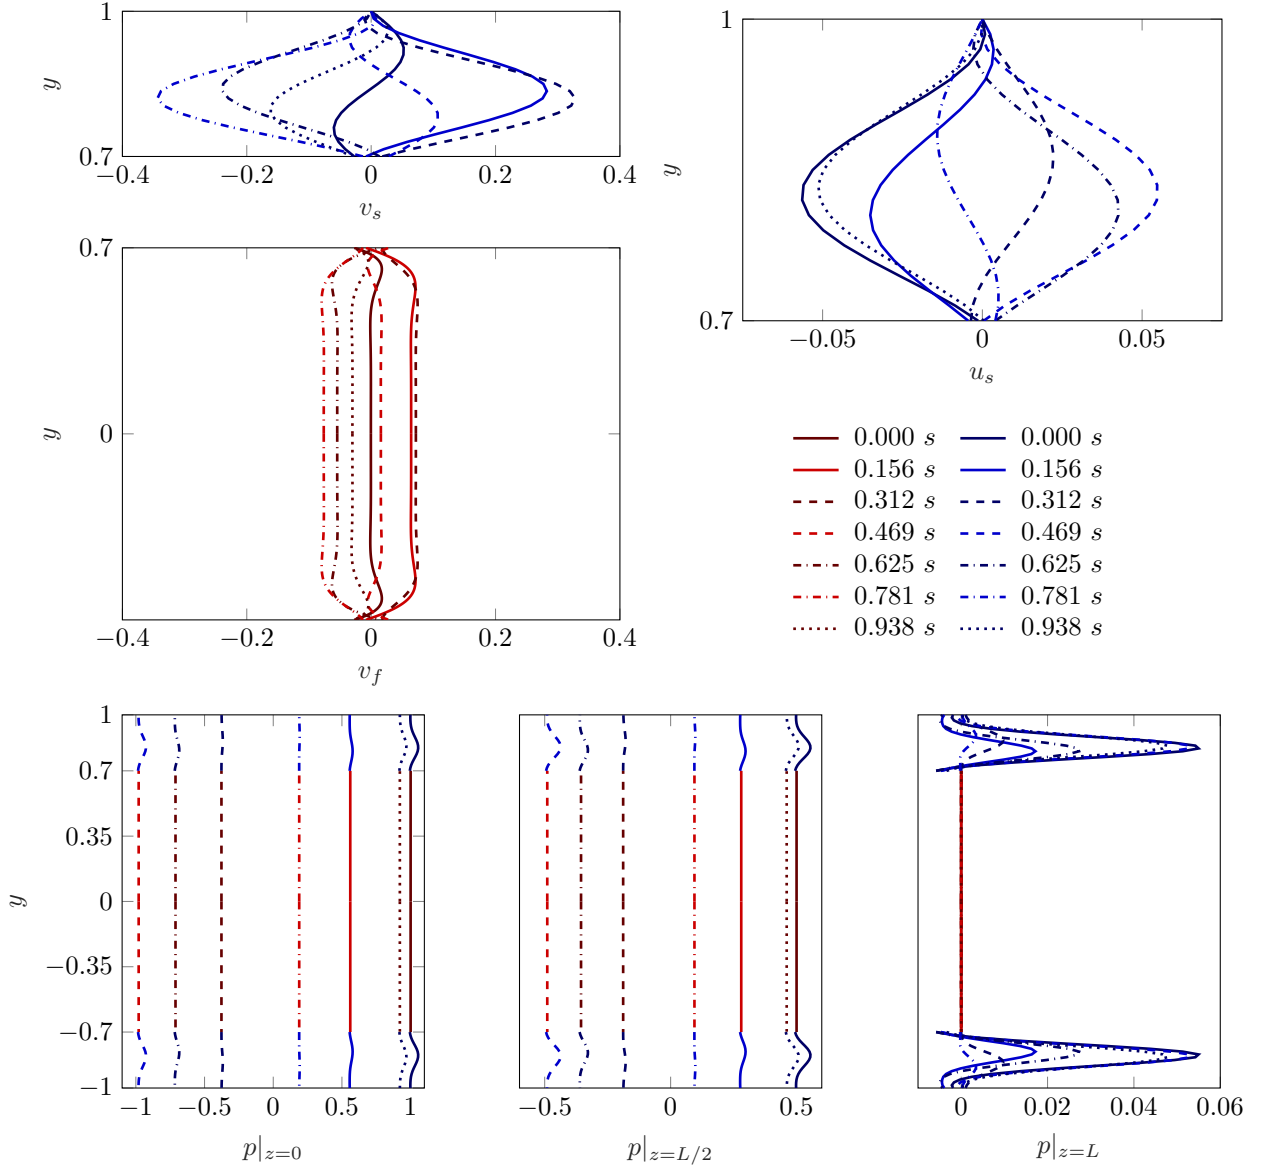 1
y
0.7
−0.4 −0.2 0 0.2 0.4
v_s
1
y
0.7
−0.05 0 0.05
u_s
0.7
y
0
−0.4 −0.2 0 0.2 0.4
v_f
0.000 s 0.000 s
0.156 s 0.156 s
0.312 s 0.312 s
0.469 s 0.469 s
0.625 s 0.625 s
0.781 s 0.781 s
0.938 s 0.938 s
1
0.7
0.35
y
0
−0.35
−0.7
−1
−1 −0.5 0 0.5 1
p|z=0
−0.5 0 0.5
p|z=L/2
0 0.02 0.04 0.06
p|z=L